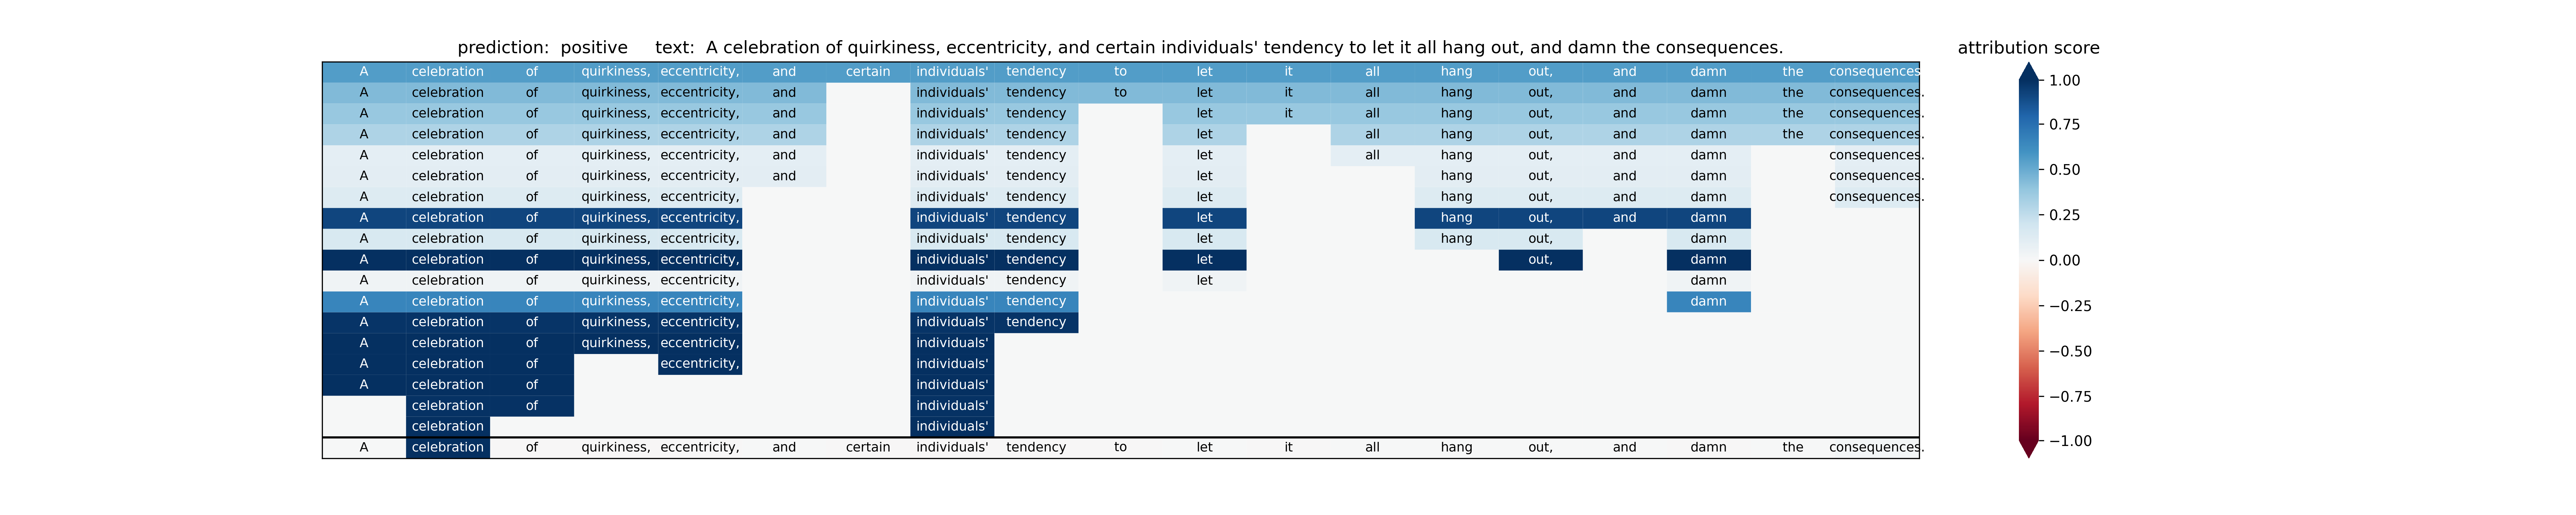 prediction: positive text: A celebration of quirkiness, eccentricity, and certain individuals' tendency to let it all hang out, and damn the consequences.
attribution score
A celebration of quirkiness, eccentricity, and certain individuals' tendency to let it all hang out, and damn the consequences.
A celebration of quirkiness, eccentricity, and individuals' tendency to let it all hang out, and damn the consequences.
A celebration of quirkiness, eccentricity, and individuals' tendency let it all hang out, and damn the consequences.
A celebration of quirkiness, eccentricity, and individuals' tendency let all hang out, and damn the consequences.
A celebration of quirkiness, eccentricity, and individuals' tendency let all hang out, and damn consequences.
A celebration of quirkiness, eccentricity, and individuals' tendency let hang out, and damn consequences.
A celebration of quirkiness, eccentricity, individuals' tendency let hang out, and damn consequences.
A celebration of quirkiness, eccentricity, individuals' tendency let hang out, and damn
A celebration of quirkiness, eccentricity, individuals' tendency let hang out, damn
A celebration of quirkiness, eccentricity, individuals' tendency let out, damn
A celebration of quirkiness, eccentricity, individuals' tendency let damn
A celebration of quirkiness, eccentricity, individuals' tendency damn
A celebration of quirkiness, eccentricity, individuals' tendency
A celebration of quirkiness, eccentricity, individuals'
A celebration of eccentricity, individuals'
A celebration of individuals'
celebration of individuals'
celebration individuals'
A celebration of quirkiness, eccentricity, and certain individuals' tendency to let it all hang out, and damn the consequences.
1.00
0.75
0.50
0.25
0.00
−0.25
−0.50
−0.75
−1.00